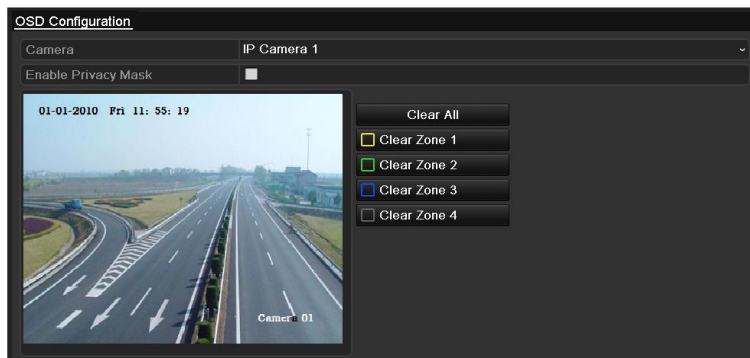 OSD Configuration
Camera IP Camera 1
Enable Privacy Mask
01-01-2010 Fri 11: 55: 19
Clear All
Clear Zone 1
Clear Zone 2
Clear Zone 3
Clear Zone 4
Camera 01